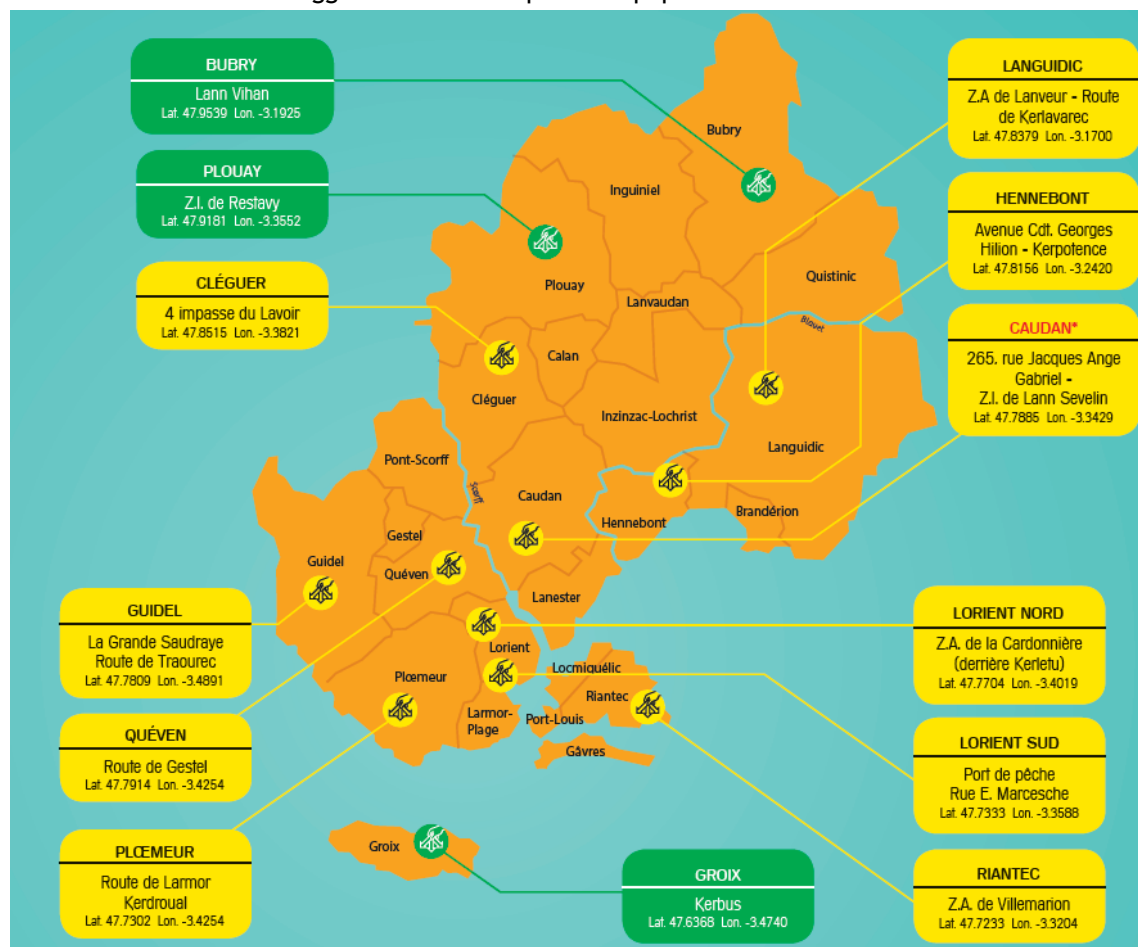 BUBRY
Lann Vihan
Lat. 47.9539 Lon. -3.1925
PLOUAY
Z.I. de Restavy
Lat. 47.9181 Lon. -3.3552
CLÉGUER
4 impasse du Lavoir
Lat. 47.8515 Lon. -3.3821
LANGUIDIC
Z.A de Lanveur - Route
de Kerlavarec
Lat. 47.8379 Lon. -3.1700
HENNEBONT
Avenue Cdt. Georges
Hilion - Kerpotence
Lat. 47.8156 Lon. -3.2420
CAUDAN*
265, rue Jacques Ange
Gabriel -
Z.I. de Lann Sevelin
Lat. 47.7885 Lon. -3.3429
Bubry
Inguiniel
Quistinic
Plouay
Lanvaudan
Blavet
Calan
Cléguer
Inzinzac-Lochrist
Languidic
Pont-Scorff
Scorff
Caudan
Hennebont
Brandérion
Gestel
Guidel
Quéven
Lanester
Lorient
Locmiquélic
Plœmeur
Riantec
Larmor-
Plage
Port-Louis
Gâvres
Groix
GUIDEL
La Grande Saudraye
Route de Traourec
Lat. 47.7809 Lon. -3.4891
QUÉVEN
Route de Gestel
Lat. 47.7914 Lon. -3.4254
PLŒMEUR
Route de Larmor
Kerdroual
Lat. 47.7302 Lon. -3.4254
LORIENT NORD
Z.A. de la Cardonnière
(derrière Kerletu)
Lat. 47.7704 Lon. -3.4019
LORIENT SUD
Port de pêche
Rue E. Marcesche
Lat. 47.7333 Lon. -3.3588
RIANTEC
Z.A. de Villemarion
Lat. 47.7233 Lon. -3.3204
GROIX
Kerbus
Lat. 47.6368 Lon. -3.4740